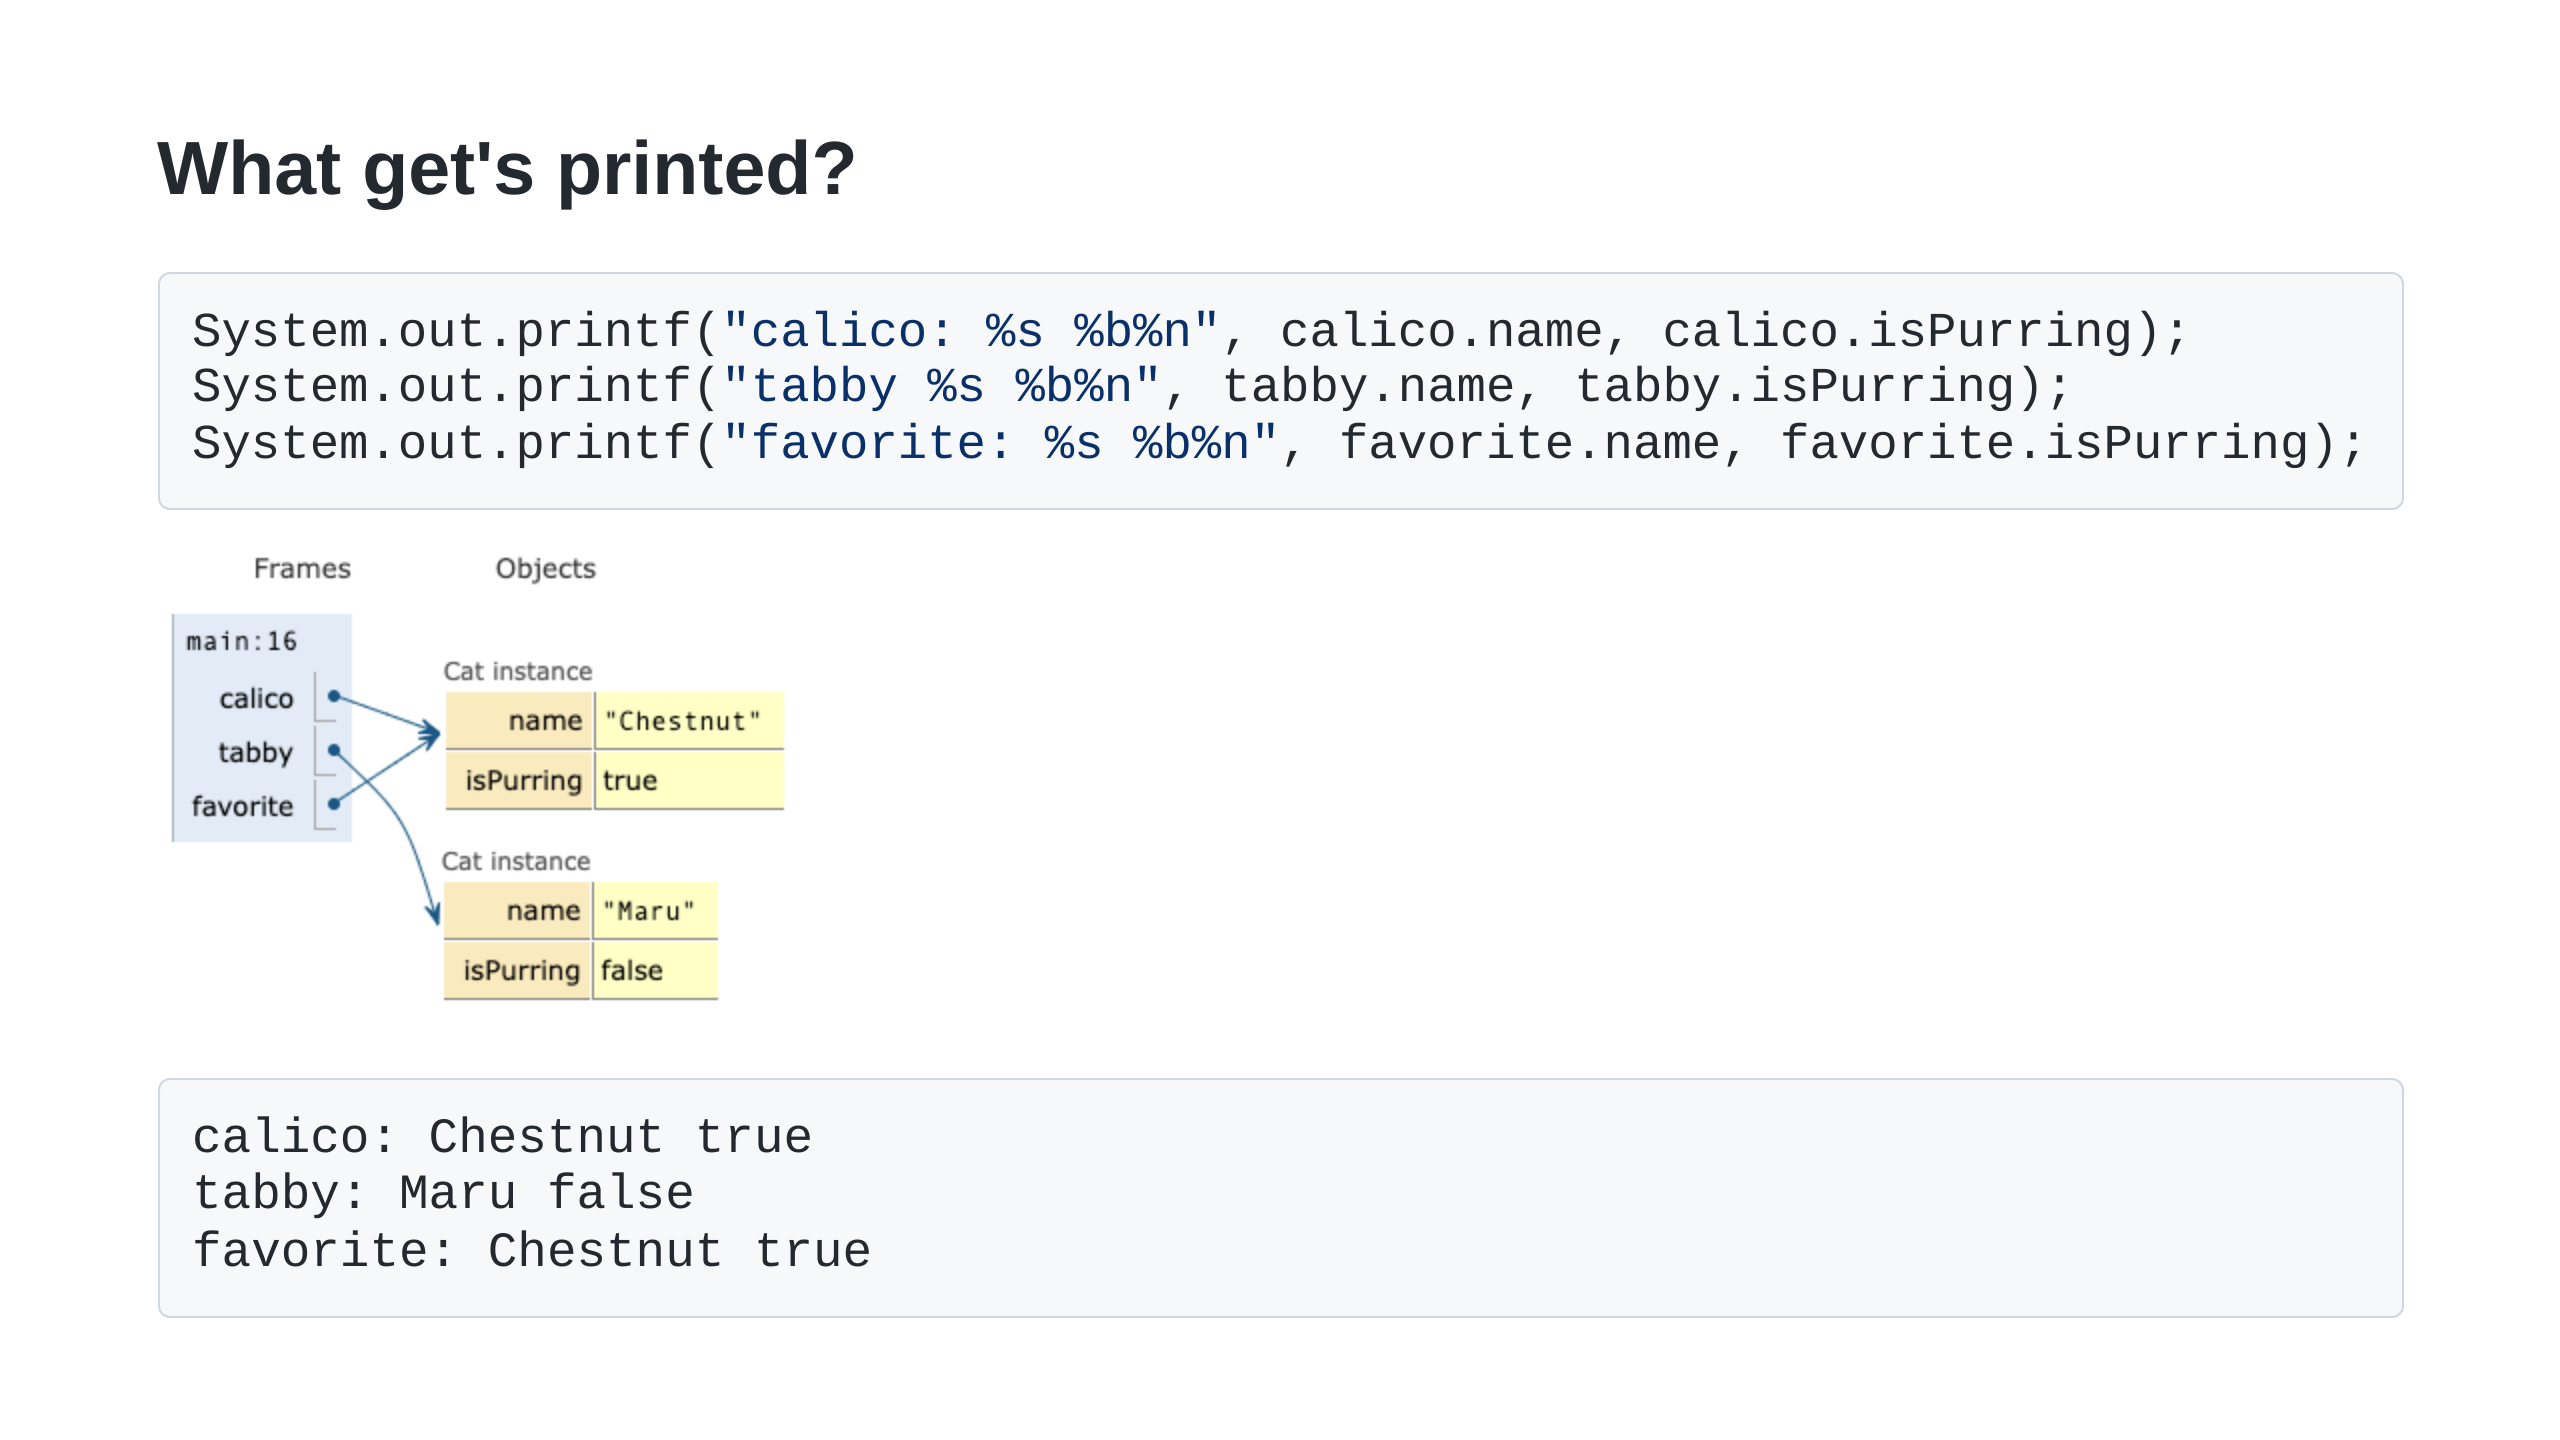 What get's printed?
System.out.printf("calico: %s %b%n", calico.name, calico.isPurring);
System.out.printf("tabby %s %b%n", tabby.name, tabby.isPurring);
System.out.printf("favorite: %s %b%n", favorite.name, favorite.isPurring);
Frames Objects
main:16
calico
tabby
favorite
Cat instance
name "Chestnut"
isPurring true
Cat instance
name "Maru"
isPurring false
calico: Chestnut true
tabby: Maru false
favorite: Chestnut true